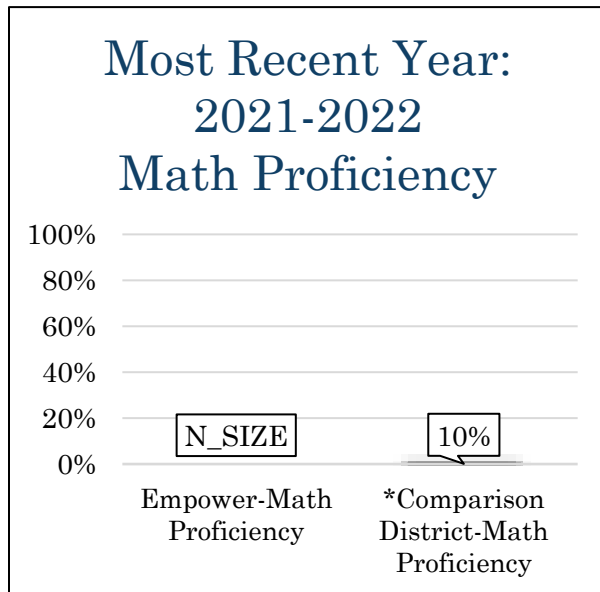 Most Recent Year:
2021-2022
Math Proficiency
100%
80%
60%
40%
20%
0%
N_SIZE
10%
Empower-Math
Proficiency
*Comparison
District-Math
Proficiency